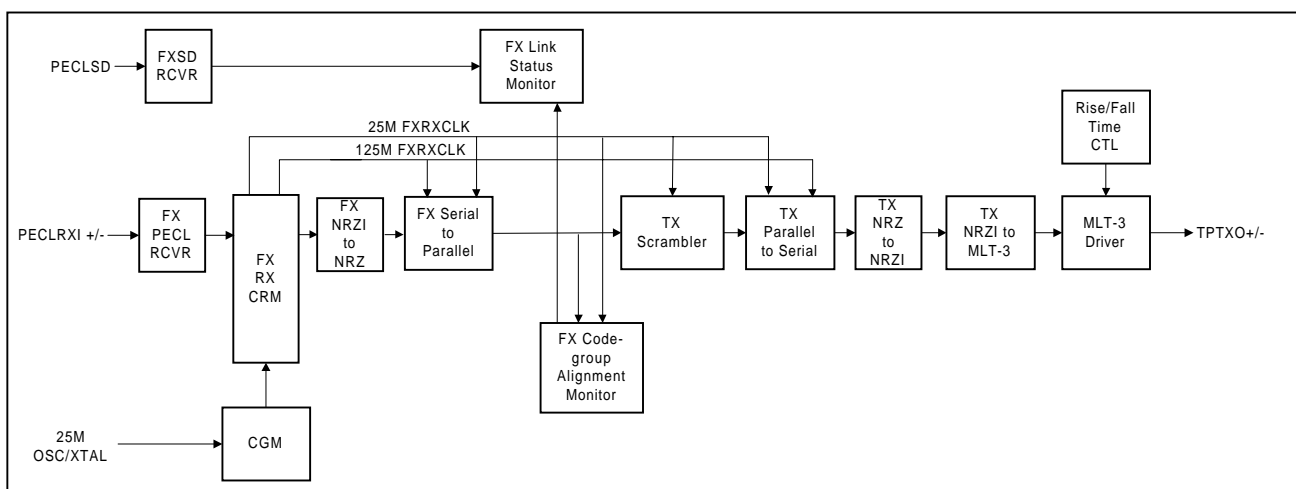 PECLSD
FXSD
RCVR
FX Link
Status
Monitor
Rise/Fall
Time
CTL
25M FXRXCLK
125M FXRXCLK
PECLRXI +/-
FX
PECL
RCVR
FX
RX
CRM
FX
NRZI
to
NRZ
FX Serial
to
Parallel
TX
Scrambler
TX
Parallel
to Serial
TX
NRZ
to
NRZI
TX
NRZI to
MLT-3
MLT-3
Driver
TPTXO+/-
FX Code-
group
Alignment
Monitor
25M
OSC/XTAL
CGM